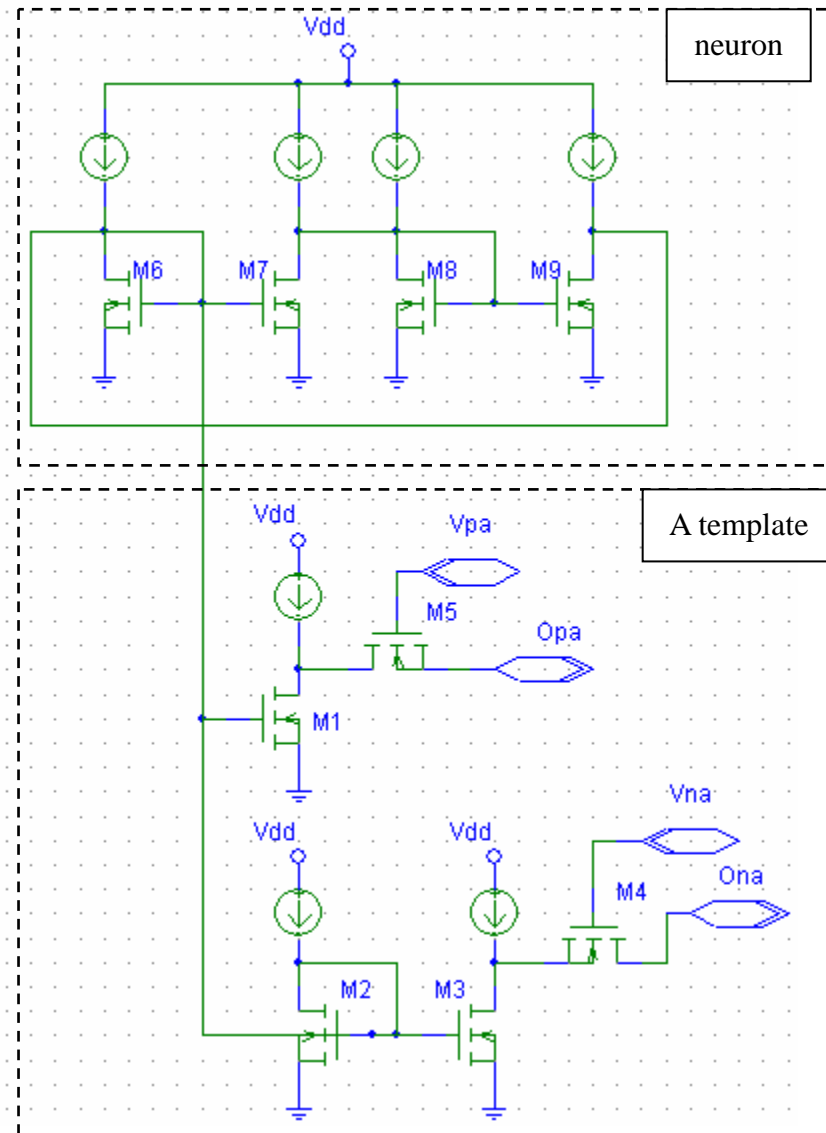 Vdd
neuron
M6
M7
M8
M9
A template
Vdd
Vpa
M5
Opa
M1
Vna
Vdd
Vdd
Ona
M4
M2
M3